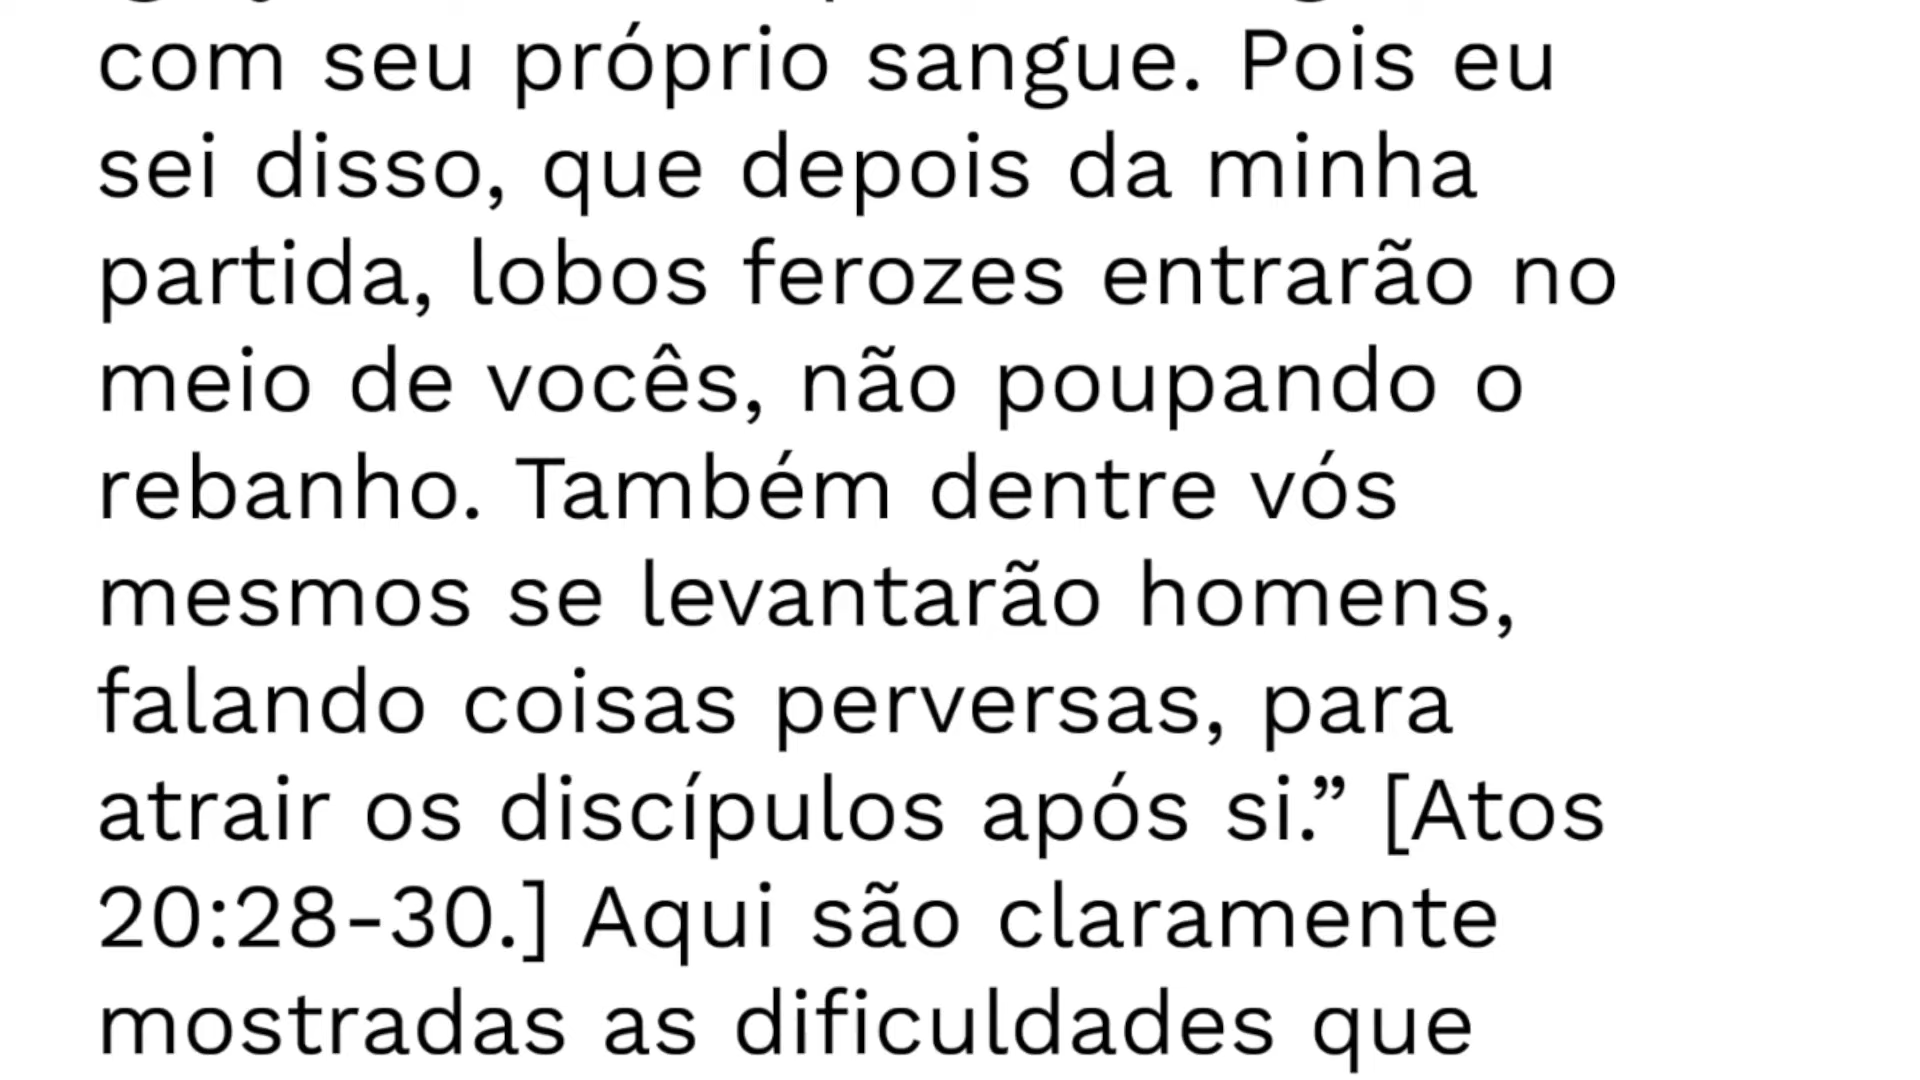 com seu próprio sangue. Pois eu
sei disso, que depois da minha
partida, lobos ferozes entrarão no
meio de vocês, não poupando o
rebanho. Também dentre vós
mesmos se levantarão homens,
falando coisas perversas, para
atrair os discípulos após si.” [Atos
20:28-30.] Aqui são claramente
mostradas as dificuldades que